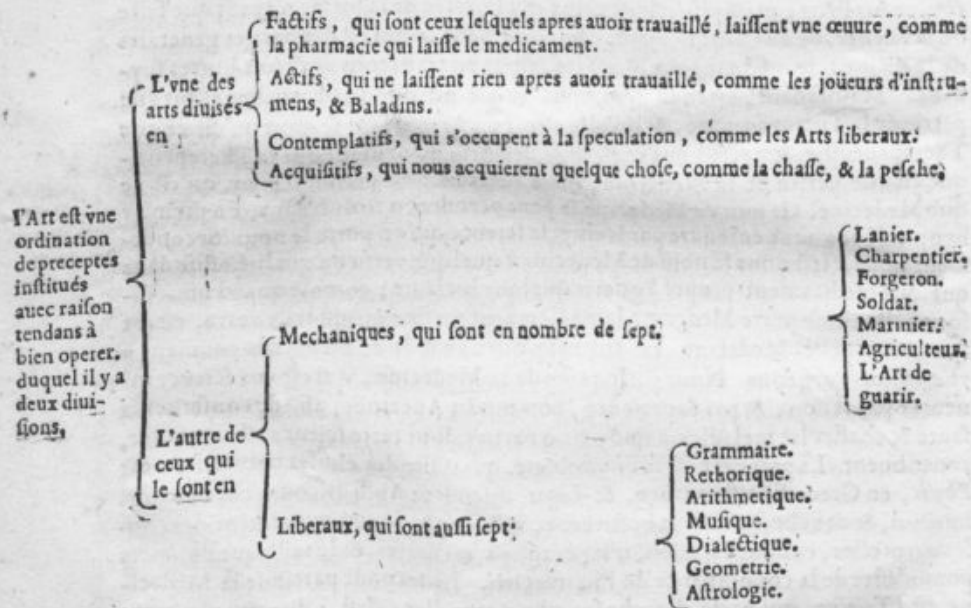 L'Art est vne
ordination
de preceptes
institués
auec raison
tendans à
bien operer,
duquel il y a
deux diui-
sions,
L'vne des
arts diuisés
en
Factifs, qui sont ceux lesquels apres auoir trauaillé, laissent vne œuure, comme
la pharmacie qui laisse le medicament.
Actifs, qui ne laissent rien apres auoir trauaillé, comme les joüeurs d'instru-
mens, & Baladins.
Contemplatifs, qui s'occupent à la speculation, comme les Arts liberaux.
Acquisitifs, qui nous acquierent quelque chose, comme la chasse, & la pesche.
L'autre de
ceux qui
le font en
Mechaniques, qui sont en nombre de sept.
Lanier.
Charpentier.
Forgeron.
Soldat.
Marinier.
Agriculteur.
L'Art de
guarir.
Liberaux, qui sont aussi sept:
Grammaire.
Rethorique.
Arithmetique.
Musique.
Dialectique.
Geometrie.
Astrologie.